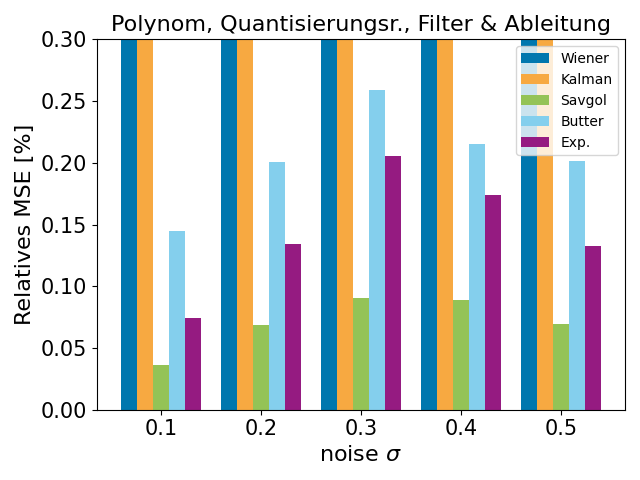 Polynom, Quantisierungsr., Filter & Ableitung
Relatives MSE [%]
0.30
0.25
0.20
0.15
0.10
0.05
0.00
Wiener
Kalman
Savgol
Butter
Exp.
0.1 0.2 0.3 0.4 0.5
noise σ